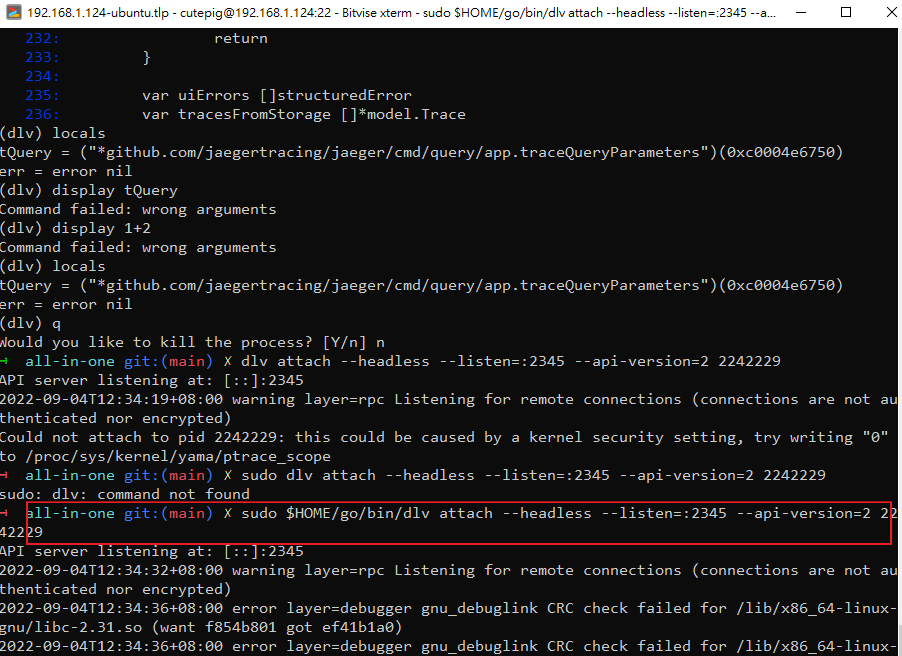 192.168.1.124-ubuntu.tlp - cutepig@192.168.1.124:22 - Bitvise xterm - sudo $HOME/go/bin/dlv attach --headless --listen=:2345 --a...
232: return
233: }
234:
235: var uiErrors []structuredError
236: var tracesFromStorage []*model.Trace
(dlv) locals
tQuery = ("*github.com/jaegertracing/jaeger/cmd/query/app.traceQueryParameters")(0xc0004e6750)
err = error nil
(dlv) display tQuery
Command failed: wrong arguments
(dlv) display 1+2
Command failed: wrong arguments
(dlv) locals
tQuery = ("*github.com/jaegertracing/jaeger/cmd/query/app.traceQueryParameters")(0xc0004e6750)
err = error nil
(dlv) q
Would you like to kill the process? [Y/n] n
→ all-in-one git:(main) ✗ dlv attach --headless --listen=:2345 --api-version=2 2242229
API server listening at: [::]:2345
2022-09-04T12:34:19+08:00 warning layer=rpc Listening for remote connections (connections are not au
thenticated nor encrypted)
Could not attach to pid 2242229: this could be caused by a kernel security setting, try writing "0"
to /proc/sys/kernel/yama/ptrace_scope
→ all-in-one git:(main) ✗ sudo dlv attach --headless --listen=:2345 --api-version=2 2242229
sudo: dlv: command not found
→ all-in-one git:(main) ✗ sudo $HOME/go/bin/dlv attach --headless --listen=:2345 --api-version=2 22
42229
API server listening at: [::]:2345
2022-09-04T12:34:32+08:00 warning layer=rpc Listening for remote connections (connections are not au
thenticated nor encrypted)
2022-09-04T12:34:36+08:00 error layer=debugger gnu_debuglink CRC check failed for /lib/x86_64-linux-
gnu/libc-2.31.so (want f854b801 got ef41b1a0)
2022-09-04T12:34:36+08:00 error layer=debugger gnu_debuglink CRC check failed for /lib/x86_64-linux-